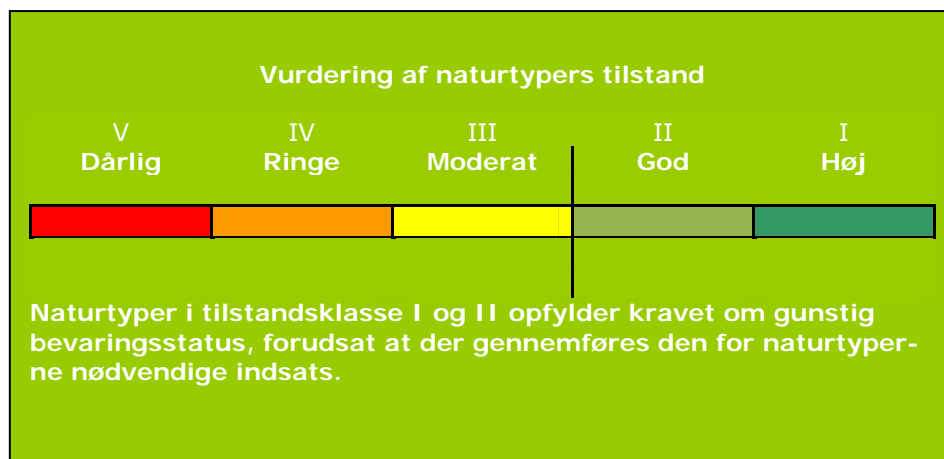 Vurdering af naturtypers tilstand
V IV III II I
Dårlig Ringe Moderat God Høj
Naturtyper i tilstandsklasse I og II opfylder kravet om gunstig
bevaringsstatus, forudsat at der gennemføres den for naturtyper-
ne nødvendige indsats.